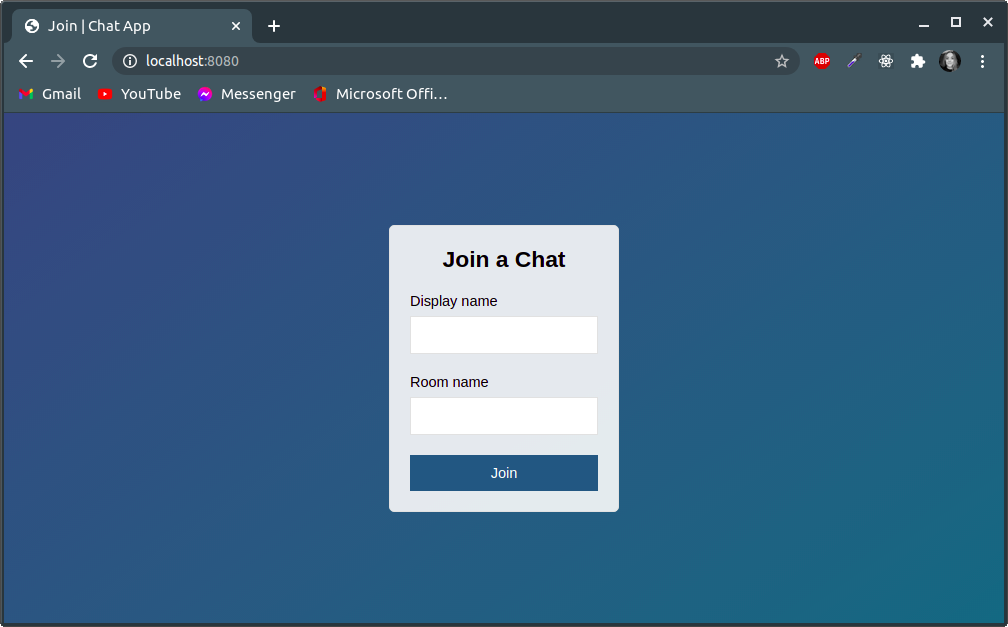 Join | Chat App
localhost:8080
ABP
Gmail YouTube Messenger Microsoft Offi…
Join a Chat
Display name
Room name
Join